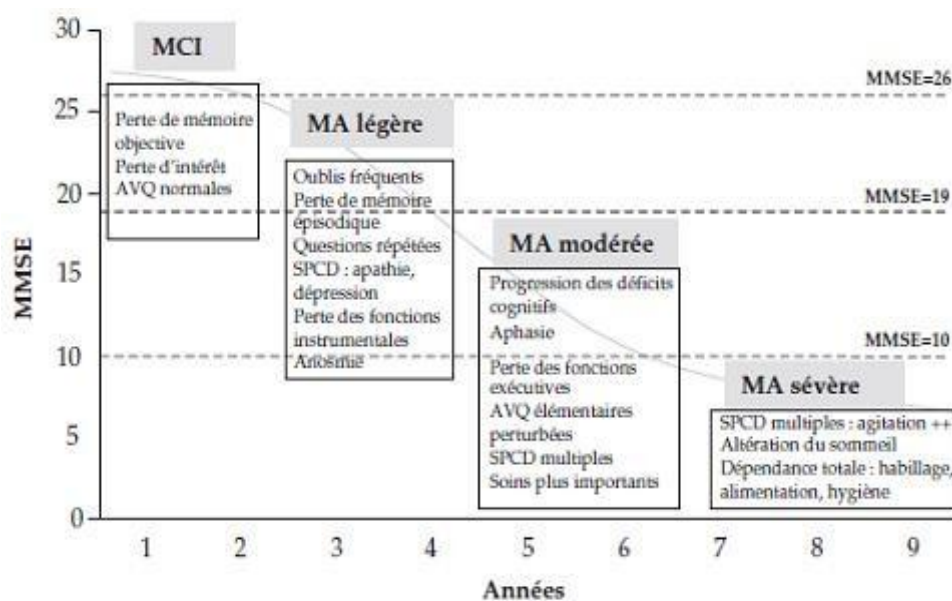 30
25
20
15
10
5
0
MMSE
MCI
Perte de mémoire
objective
Perte d'intérêt
AVQ normales
MA légère
Oublis fréquents
Perte de mémoire
épisodique
Questions répétées
SPCD : apathie,
dépression
Perte des fonctions
instrumentales
Anosmie
MA modérée
Progression des déficits
cognitifs
Aphasie
Perte des fonctions
exécutives
AVQ élémentaires
perturbées
SPCD multiples
Soins plus importants
MA sévère
SPCD multiples : agitation ++
Altération du sommeil
Dépendance totale : habillage,
alimentation, hygiène
MMSE=26
MMSE=19
MMSE=10
1 2 3 4 5 6 7 8 9
Années